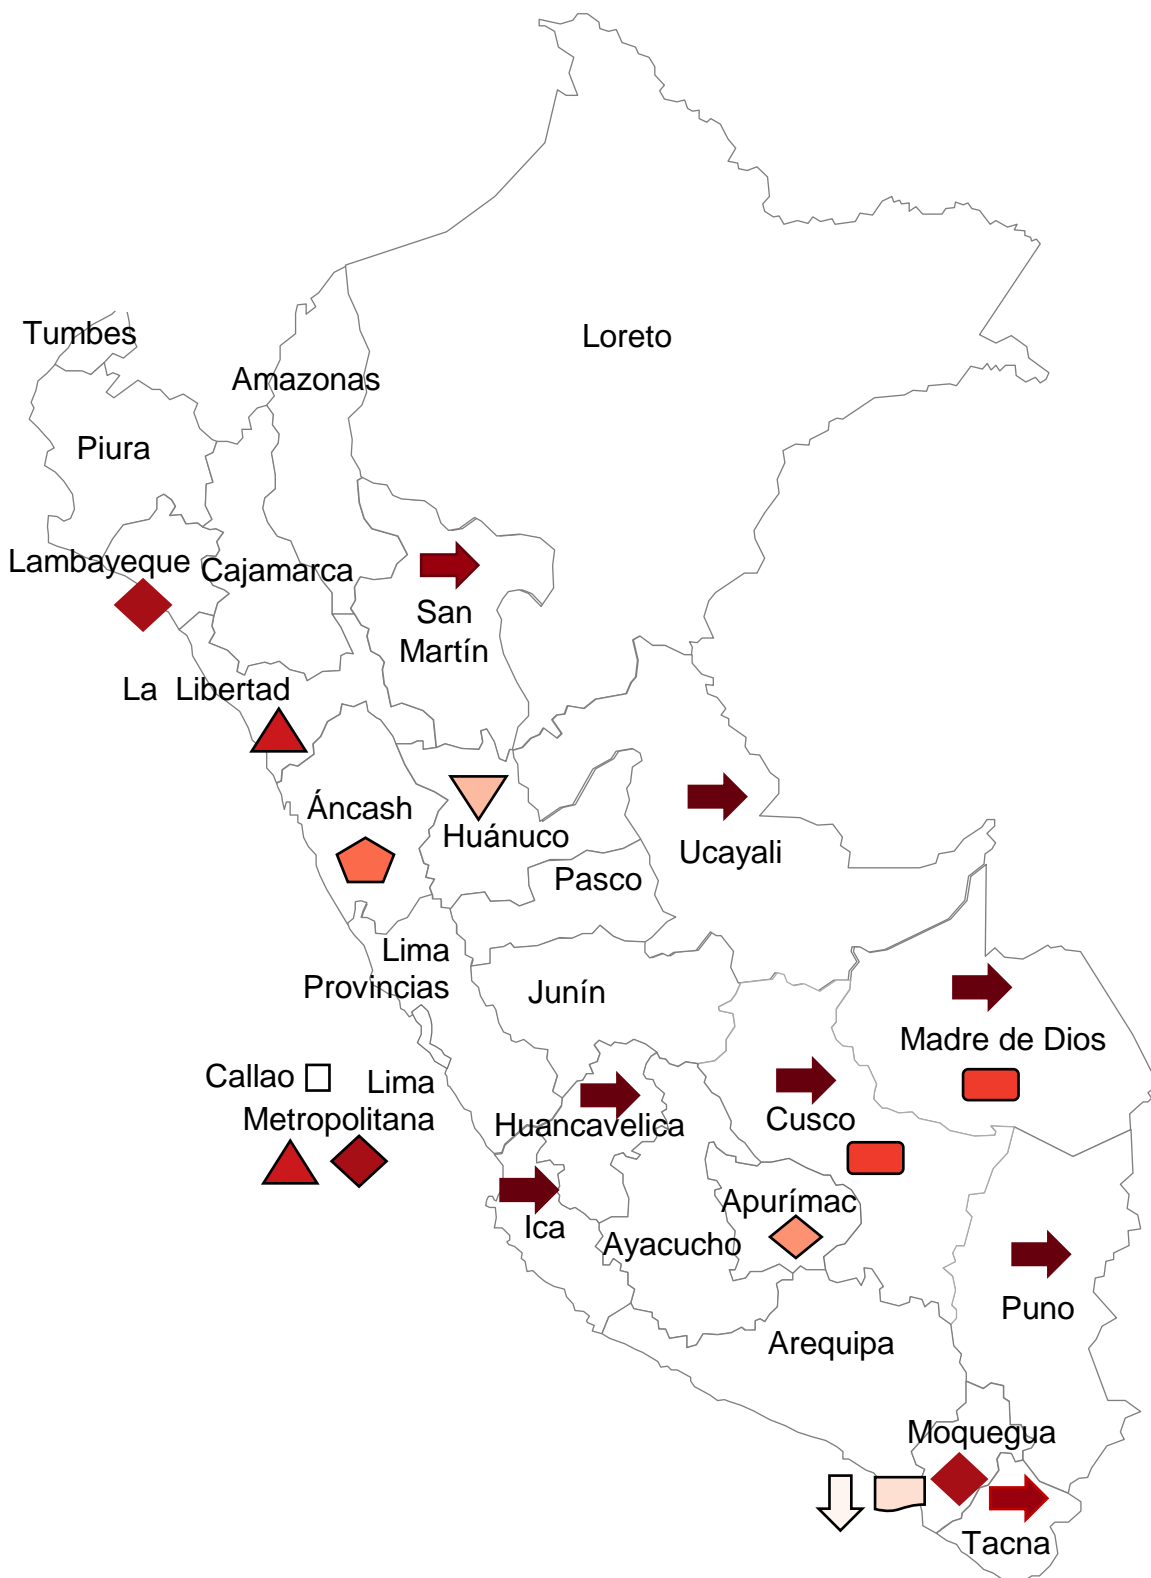 Loreto
Tumbes
Amazonas
Piura
Lambayeque
Cajamarca
San
Martín
La Libertad
Áncash
Huánuco
Ucayali
Pasco
Lima
Provincias
Junín
Madre de Dios
Callao
Lima
Metropolitana
Huancavelica
Cusco
Apurímac
Ica
Ayacucho
Puno
Arequipa
Moquegua
Tacna